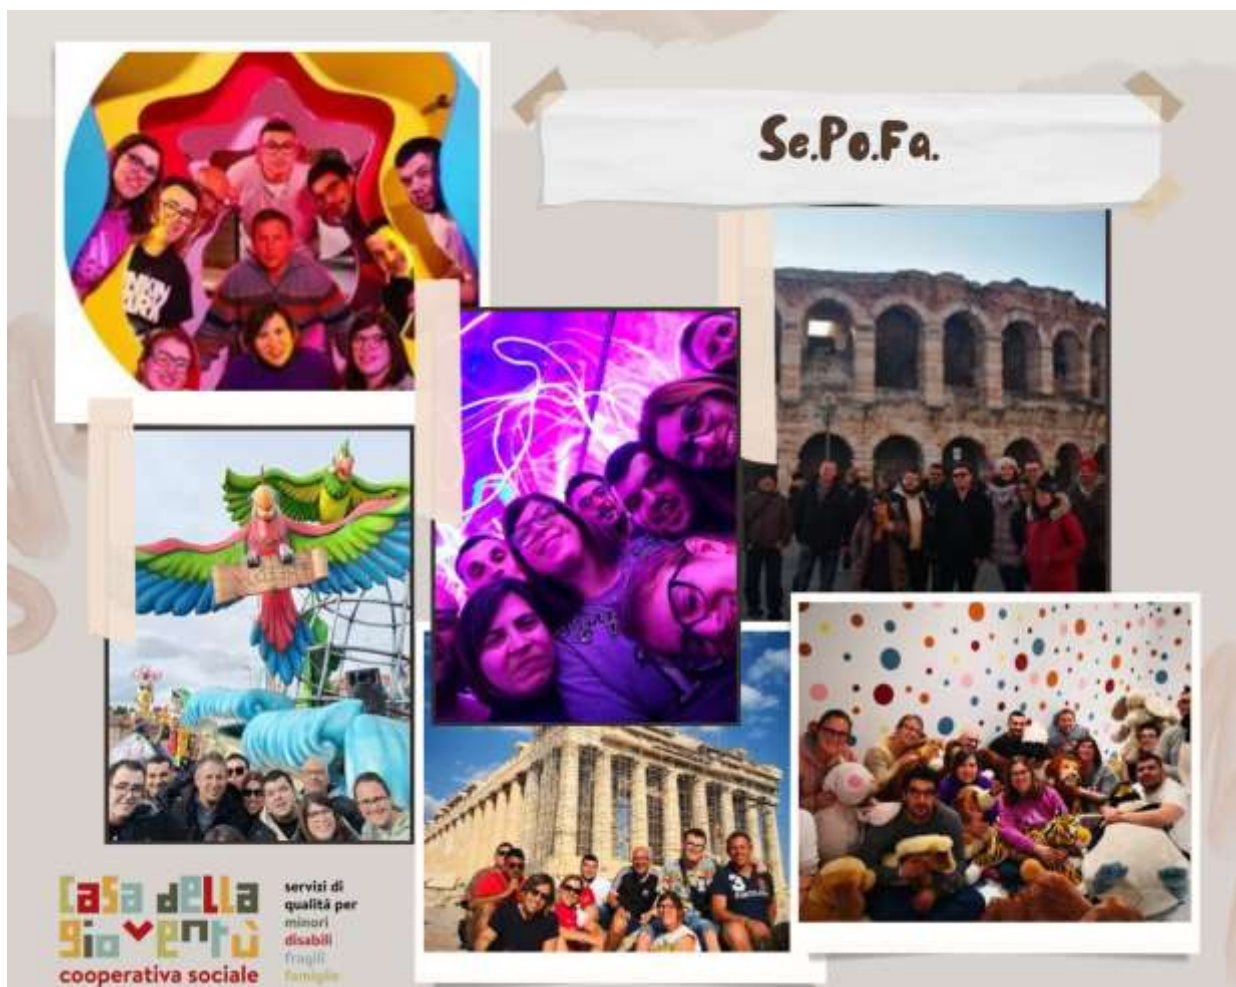 Se.Po.Fa.
casa della
gioventù
cooperativa sociale
servizi di
qualità per
minori
disabili
fragili
famiglie